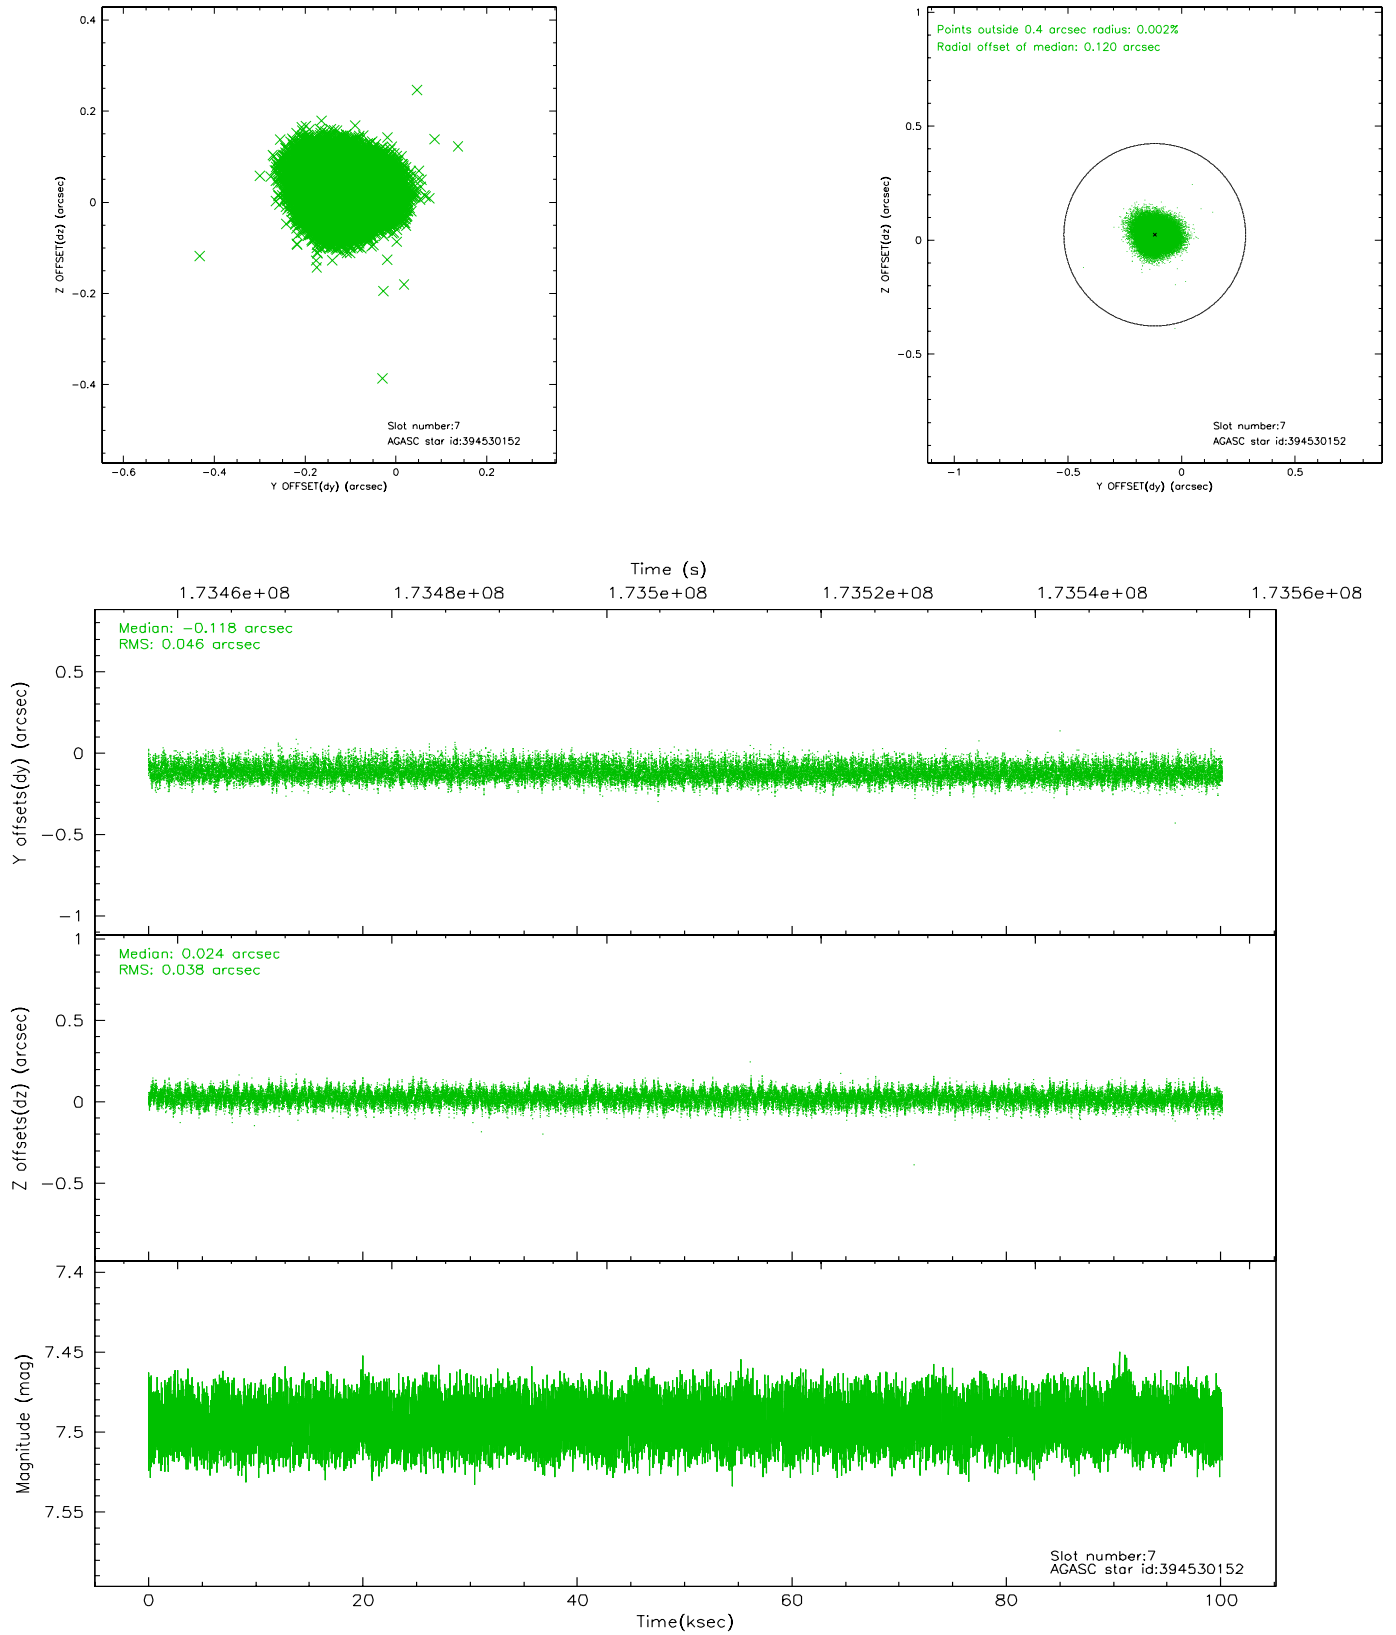 0.4
0.2
0
−0.2
−0.4
Z OFFSET(dz) (arcsec)
−0.6
−0.4
−0.2
0
0.2
Y OFFSET(dy) (arcsec)
Slot number:7
AGASC star id:394530152
Points outside 0.4 arcsec radius: 0.002%
Radial offset of median: 0.120 arcsec
1
0.5
0
−0.5
Z OFFSET(dz) (arcsec)
−1
−0.5
0
0.5
Y OFFSET(dy) (arcsec)
Slot number:7
AGASC star id:394530152
Time (s)
1.7346e+08
1.7348e+08
1.735e+08
1.7352e+08
1.7354e+08
1.7356e+08
Median: −0.118 arcsec
RMS: 0.046 arcsec
0.5
0
−0.5
−1
Y offsets(dy) (arcsec)
Median: 0.024 arcsec
RMS: 0.038 arcsec
1
0.5
0
−0.5
Z offsets(dz) (arcsec)
7.4
7.45
7.5
7.55
Magnitude (mag)
Slot number:7
AGASC star id:394530152
0
20
40
60
80
100
Time(ksec)